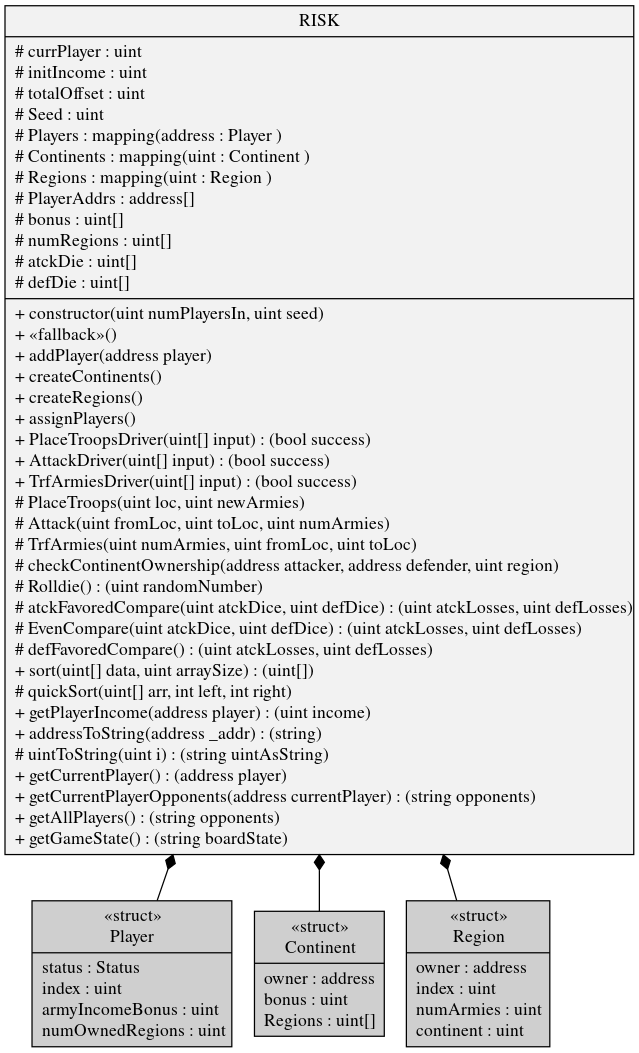 RISK
# currPlayer : uint
# initIncome : uint
# totalOffset : uint
# Seed : uint
# Players : mapping(address : Player )
# Continents : mapping(uint : Continent )
# Regions : mapping(uint : Region )
# PlayerAddrs : address[]
# bonus : uint[]
# numRegions : uint[]
# atckDie : uint[]
# defDie : uint[]
+ constructor(uint numPlayersIn, uint seed)
+ «fallback»()
+ addPlayer(address player)
+ createContinents()
+ createRegions()
+ assignPlayers()
+ PlaceTroopsDriver(uint[] input) : (bool success)
+ AttackDriver(uint[] input) : (bool success)
+ TrfArmiesDriver(uint[] input) : (bool success)
# PlaceTroops(uint loc, uint newArmies)
# Attack(uint fromLoc, uint toLoc, uint numArmies)
# TrfArmies(uint numArmies, uint fromLoc, uint toLoc)
# checkContinentOwnership(address attacker, address defender, uint region)
# Rolldie() : (uint randomNumber)
# atckFavoredCompare(uint atckDice, uint defDice) : (uint atckLosses, uint defLosses)
# EvenCompare(uint atckDice, uint defDice) : (uint atckLosses, uint defLosses)
# defFavoredCompare() : (uint atckLosses, uint defLosses)
+ sort(uint[] data, uint arraySize) : (uint[])
# quickSort(uint[] arr, int left, int right)
+ getPlayerIncome(address player) : (uint income)
+ addressToString(address _addr) : (string)
# uintToString(uint i) : (string uintAsString)
+ getCurrentPlayer() : (address player)
+ getCurrentPlayerOpponents(address currentPlayer) : (string opponents)
+ getAllPlayers() : (string opponents)
+ getGameState() : (string boardState)
«struct»
Player
status : Status
index : uint
armyIncomeBonus : uint
numOwnedRegions : uint
«struct»
Continent
owner : address
bonus : uint
Regions : uint[]
«struct»
Region
owner : address
index : uint
numArmies : uint
continent : uint